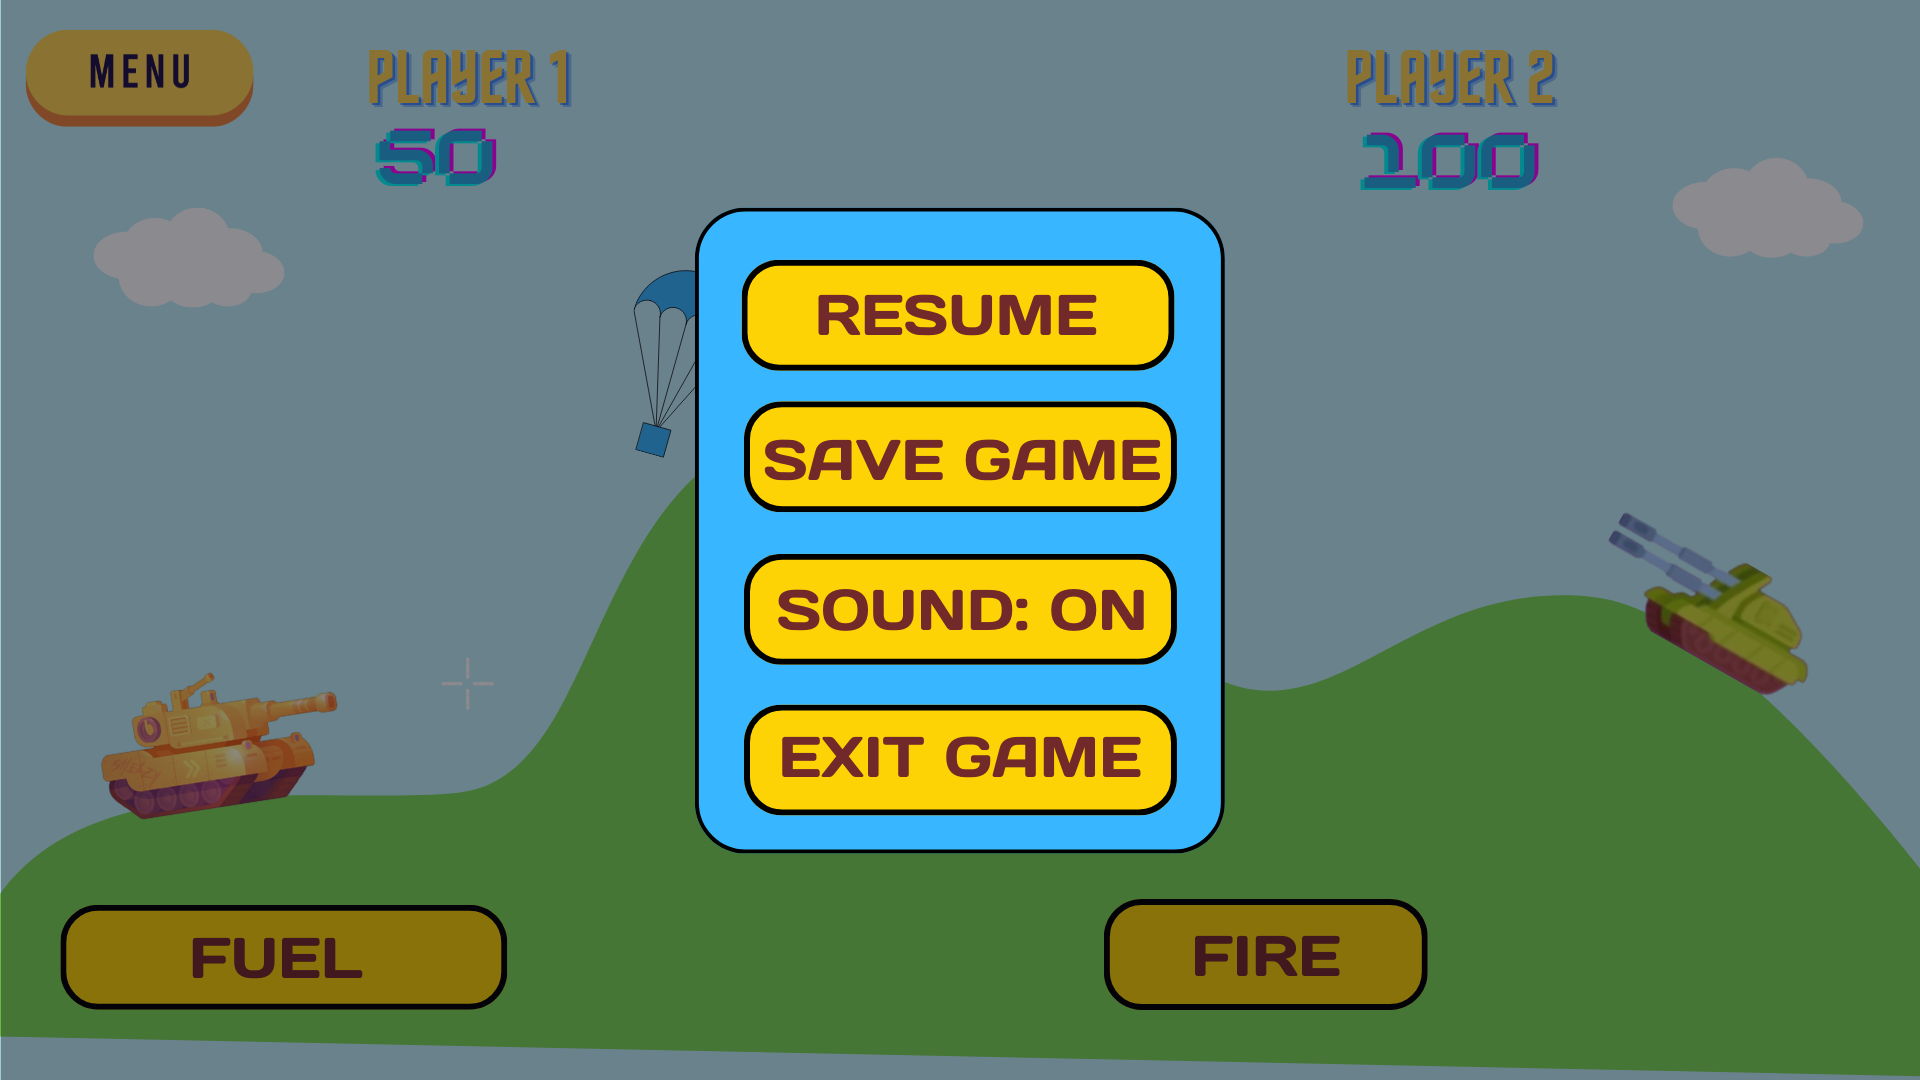 MENU
PLAYER 1
50
PLAYER 2
100
RESUME
SAVE GAME
SOUND: ON
EXIT GAME
FUEL
FIRE